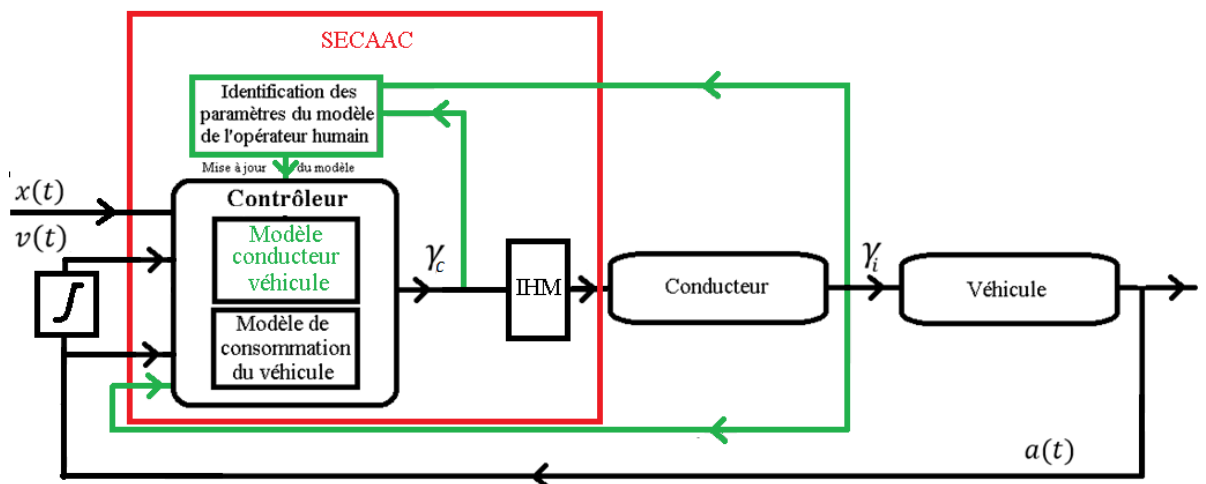 SECAAC
Identification des
paramètres du modèle
de l'opérateur humain
Mise à jour du modèle
x(t)
v(t)
∫
Contrôleur
Modèle
conducteur
véhicule
Modèle de
consommation
du véhicule
γc
IHM
Conducteur
γi
Véhicule
a(t)